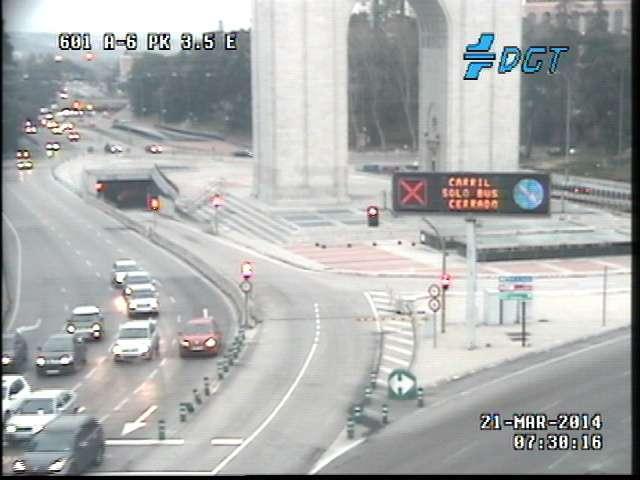 601 A-6 PK 3.5 E
DGT
CARRIL
SOLO BUS
CERRADO
21-MAR-2014
07:30:16